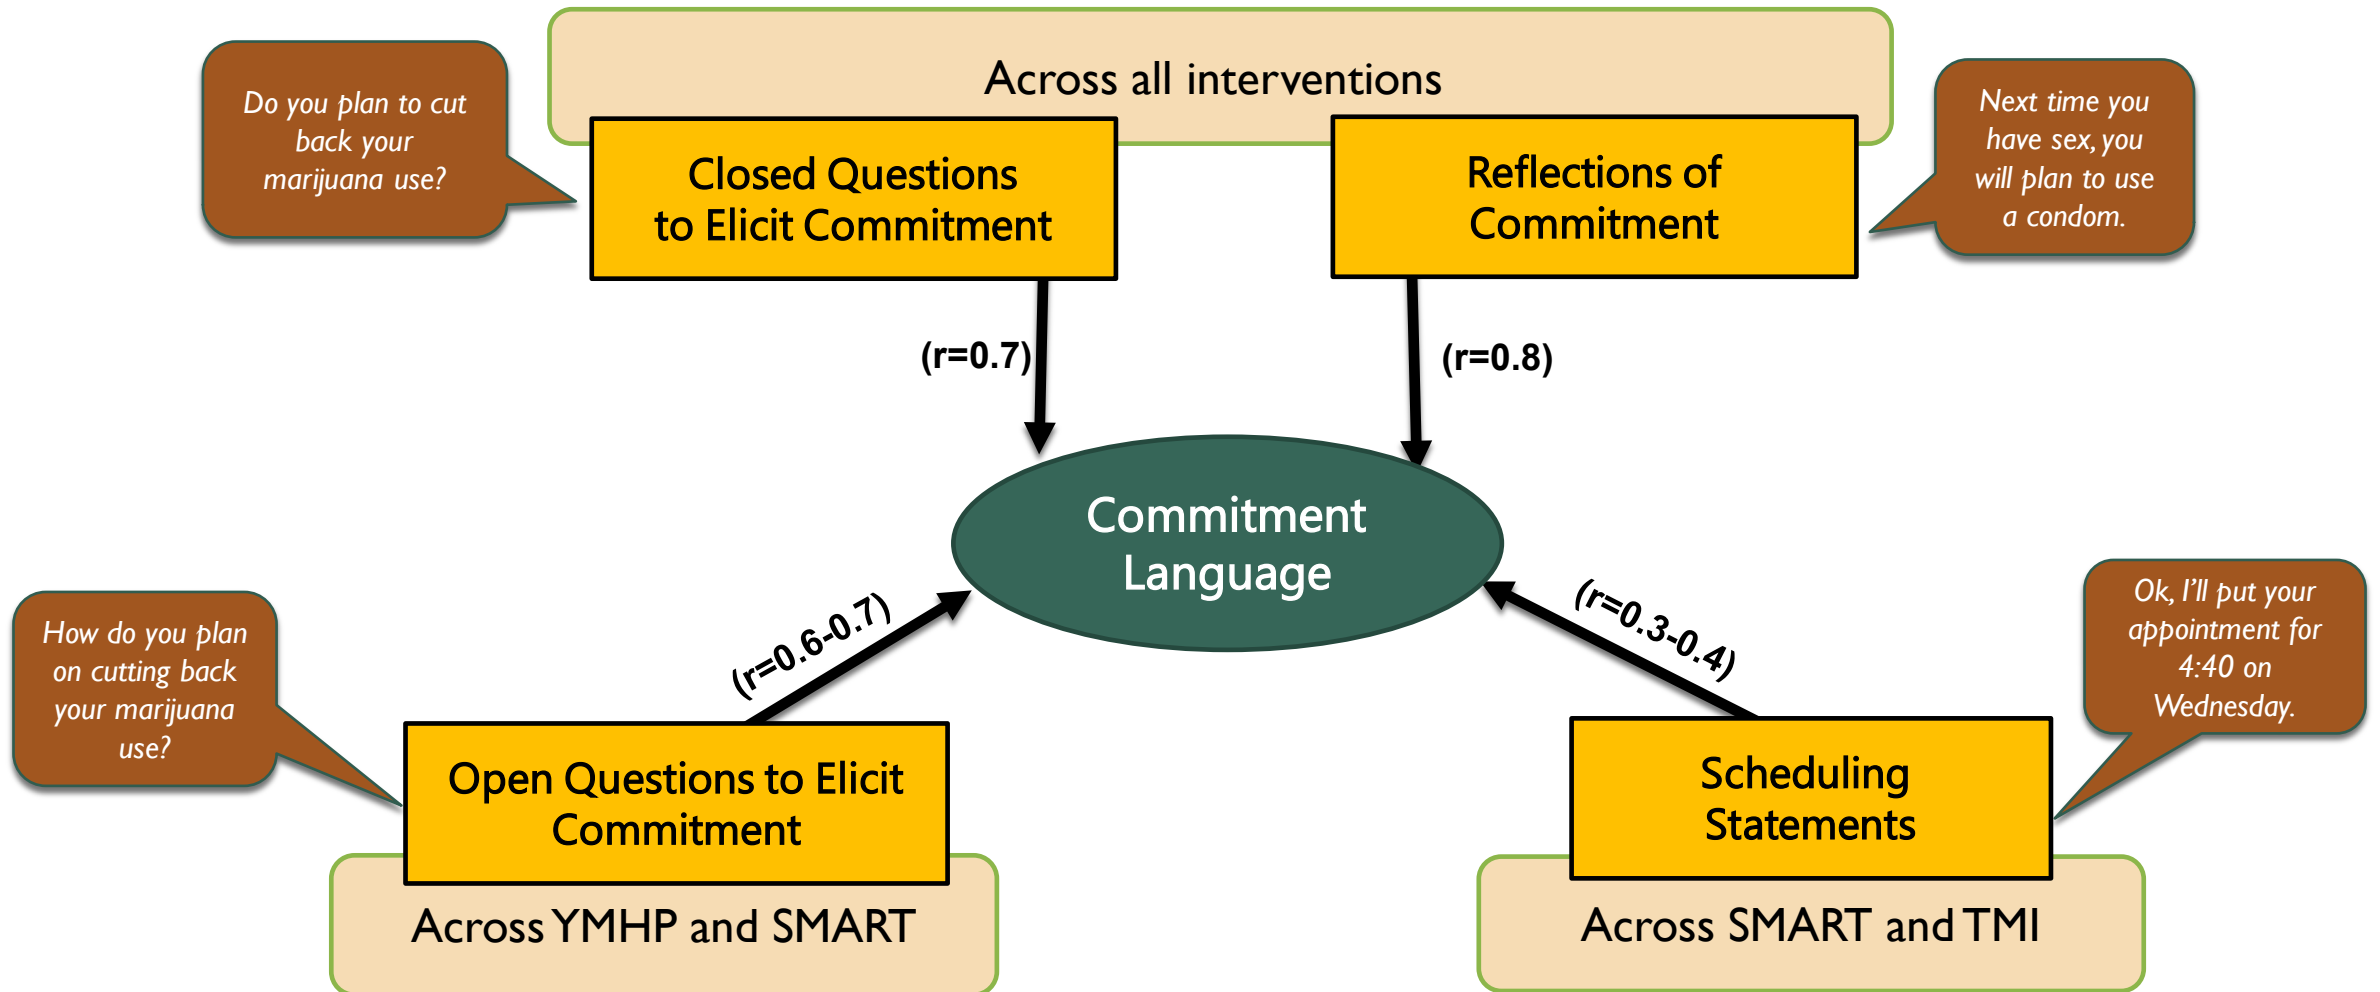 Across all interventions
Do you plan to cut
back your
marijuana use?
Closed Questions
to Elicit Commitment
Reflections of
Commitment
Next time you
have sex, you
will plan to use
a condom.
(r=0.7)
(r=0.8)
Commitment
Language
How do you plan
on cutting back
your marijuana
use?
(r=0.6-0.7)
Open Questions to Elicit
Commitment
Across YMHP and SMART
(r=0.3-0.4)
Scheduling
Statements
Across SMART and TMI
Ok, I’ll put your
appointment for
4:40 on
Wednesday.